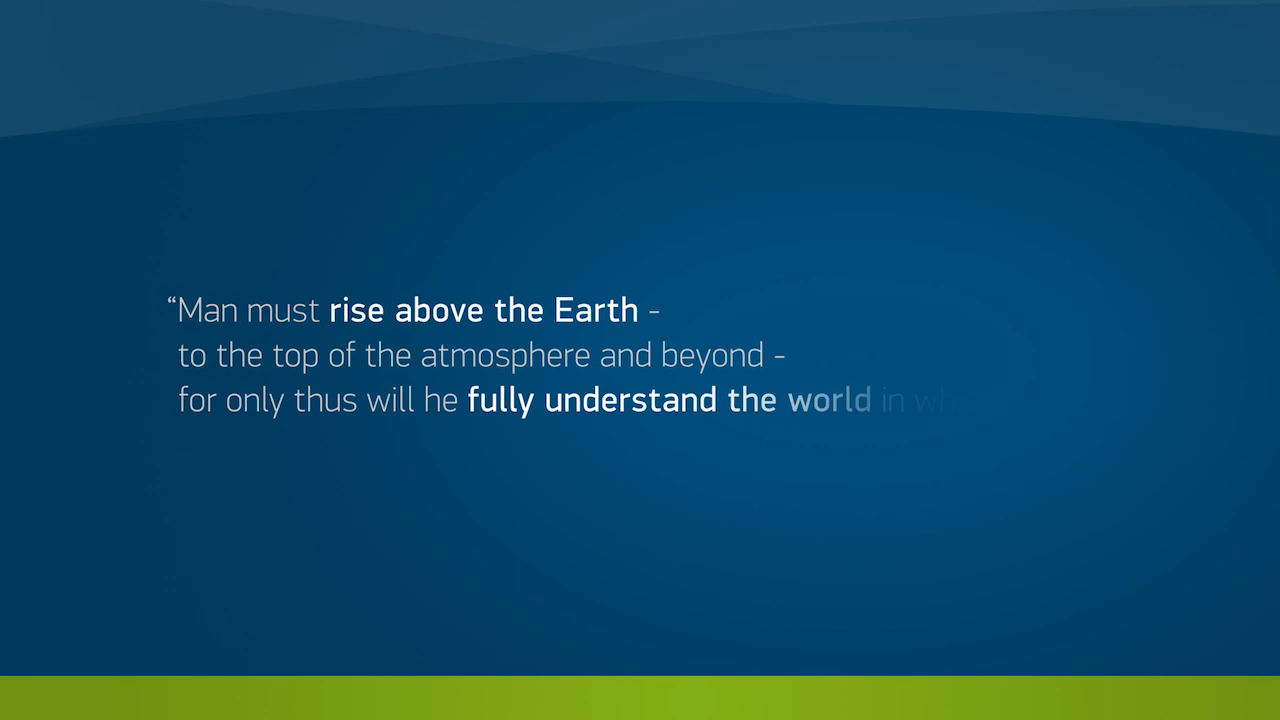 “Man must rise above the Earth -
to the top of the atmosphere and beyond -
for only thus will he fully understand the world in